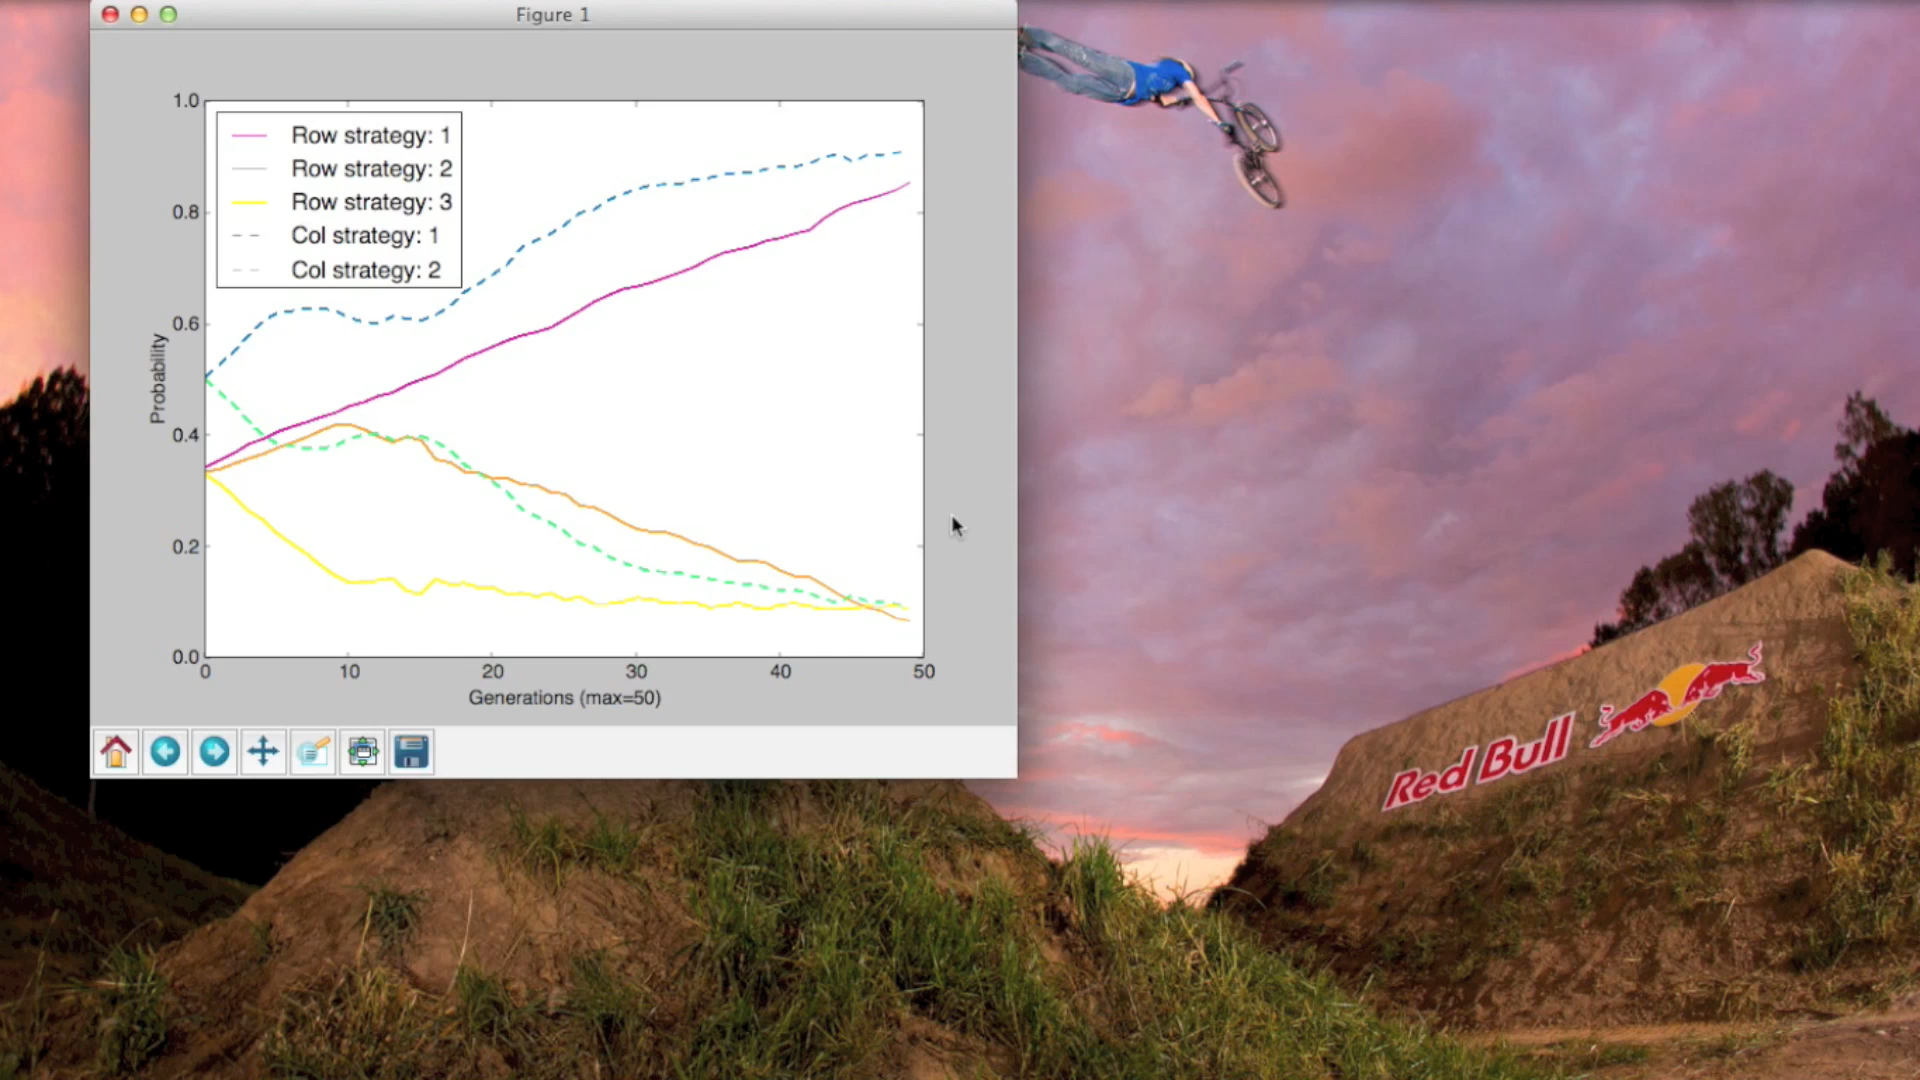 Figure 1
1.0
0.8
0.6
0.4
0.2
0.0
Probability
Row strategy: 1
Row strategy: 2
Row strategy: 3
Col strategy: 1
Col strategy: 2
0 10 20 30 40 50
Generations (max=50)
Red Bull